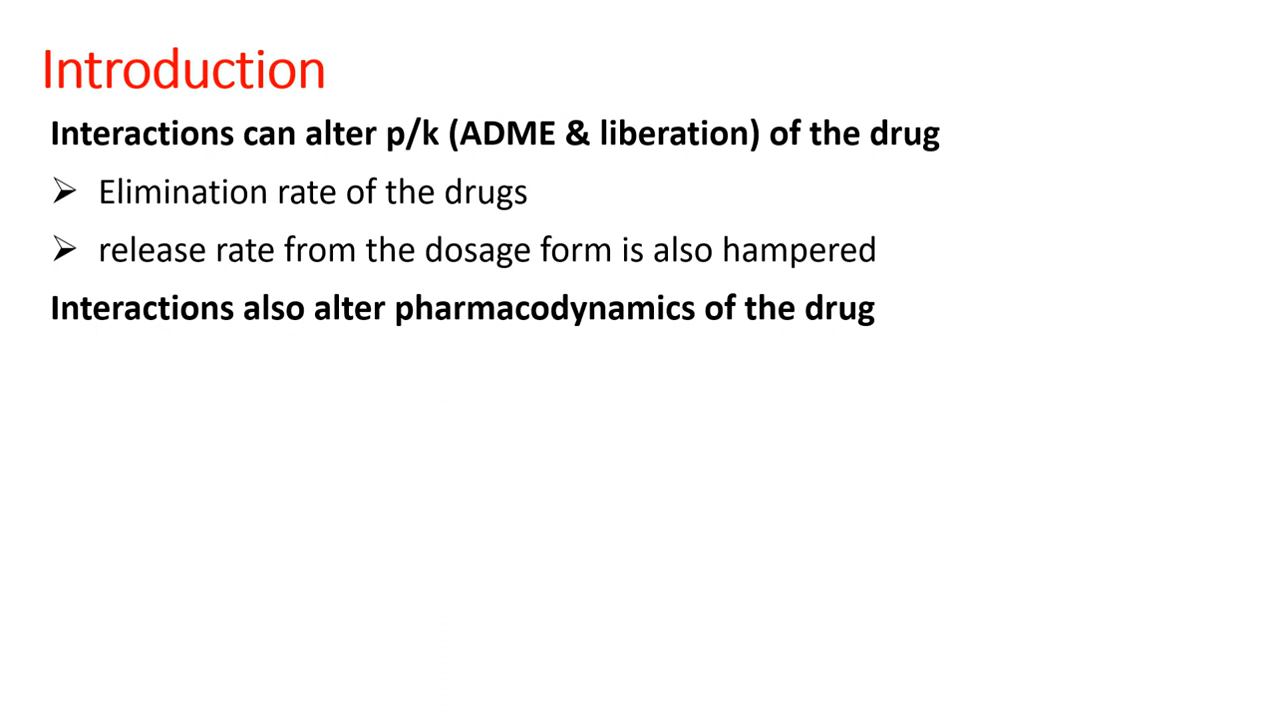 Introduction
Interactions can alter p/k (ADME & liberation) of the drug
➢ Elimination rate of the drugs
➢ release rate from the dosage form is also hampered
Interactions also alter pharmacodynamics of the drug